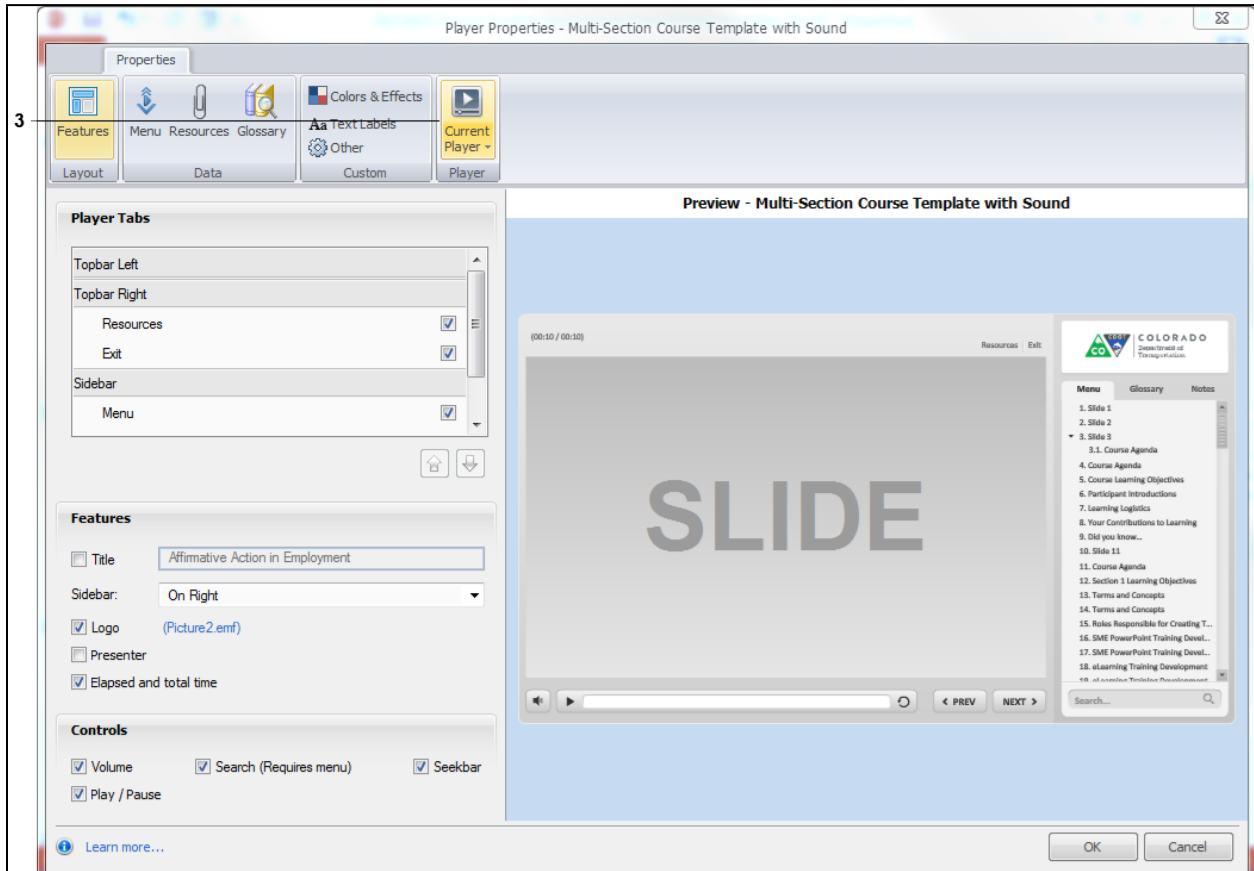 Player Properties - Multi-Section Course Template with Sound
Properties
Features
Menu Resources Glossary
Colors & Effects
Aa Text Labels
Other
Current
Player
3
Layout Data Custom Player
Player Tabs
Topbar Left
Topbar Right
Resources
Exit
Sidebar
Menu
Features
Title Affirmative Action in Employment
Sidebar: On Right
Logo (Picture2.emf)
Presenter
Elapsed and total time
Controls
Volume Search (Requires menu) Seekbar
Play / Pause
Learn more...
Preview - Multi-Section Course Template with Sound
(00:10 / 00:10)
Resources Exit
SLIDE
PREV NEXT
CO
COLORADO
Department of
Transportation
Menu Glossary Notes
1. Slide 1
2. Slide 2
3. Slide 3
3.1. Course Agenda
4. Course Agenda
5. Course Learning Objectives
6. Participant Introductions
7. Learning Logistics
8. Your Contributions to Learning
9. Did you know...
10. Slide 11
11. Course Agenda
12. Section 1 Learning Objectives
13. Terms and Concepts
14. Terms and Concepts
15. Roles Responsible for Creating T...
16. SME PowerPoint Training Devel...
17. SME PowerPoint Training Devel...
18. eLearning Training Development
19. eLearning Training Development
Search...
OK Cancel